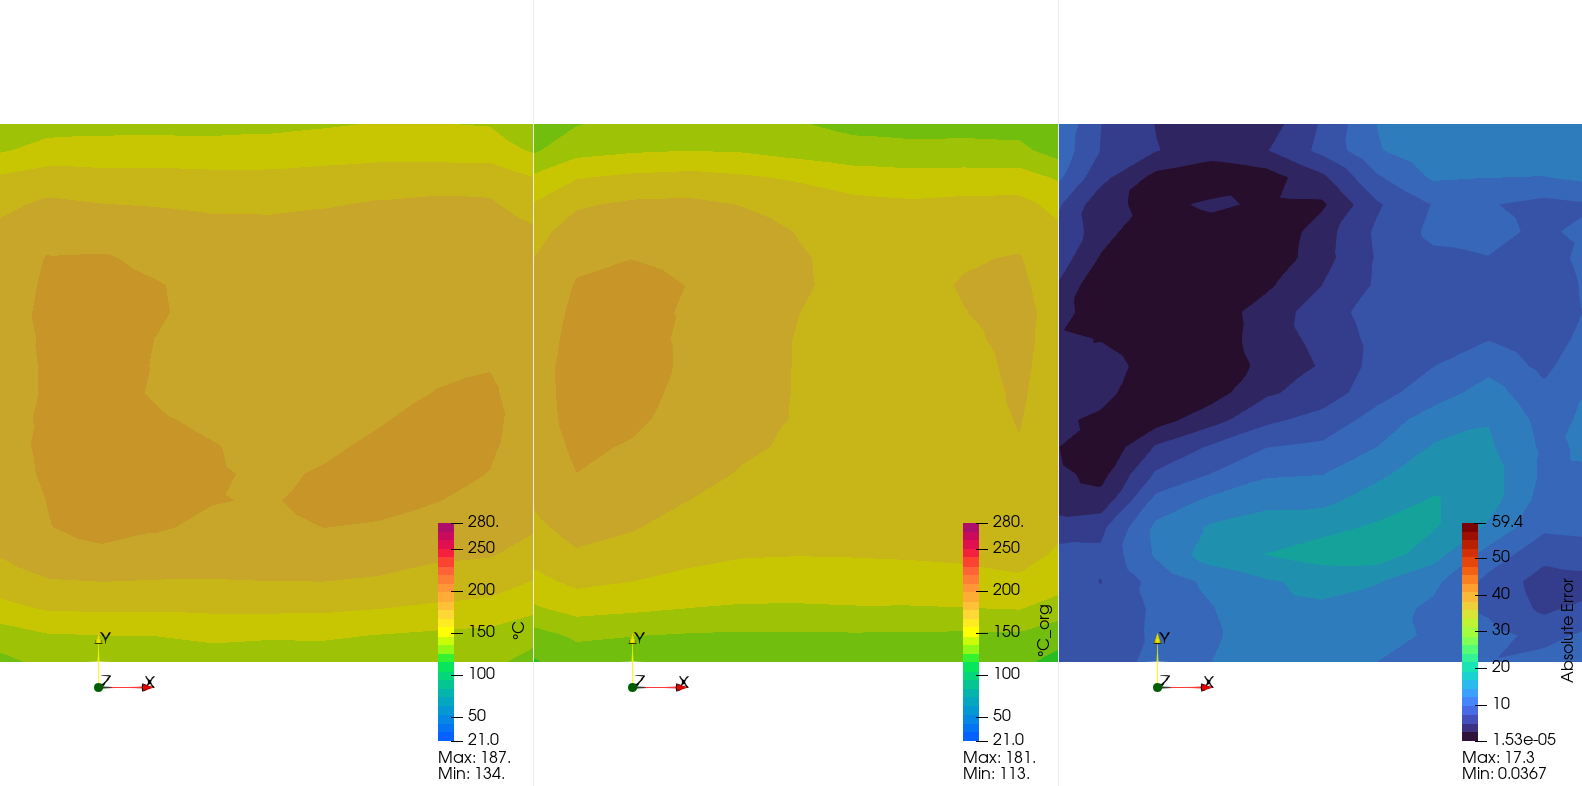 280.
250
200
150
100
50
21.0
°C
Max: 187.
Min: 134.
Y
Z
X
280.
250
200
150
100
50
21.0
°C_org
Max: 181.
Min: 113.
Y
Z
X
59.4
50
40
30
20
10
1.53e-05
Absolute Error
Max: 17.3
Min: 0.0367
Y
Z
X